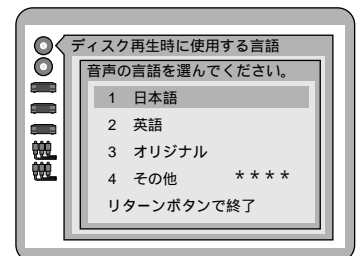 ディスク再生時に使用する言語
音声の言語を選んでください。
1 日本語
2 英語
3 オリジナル
4 その他 ****
リターンボタンで終了